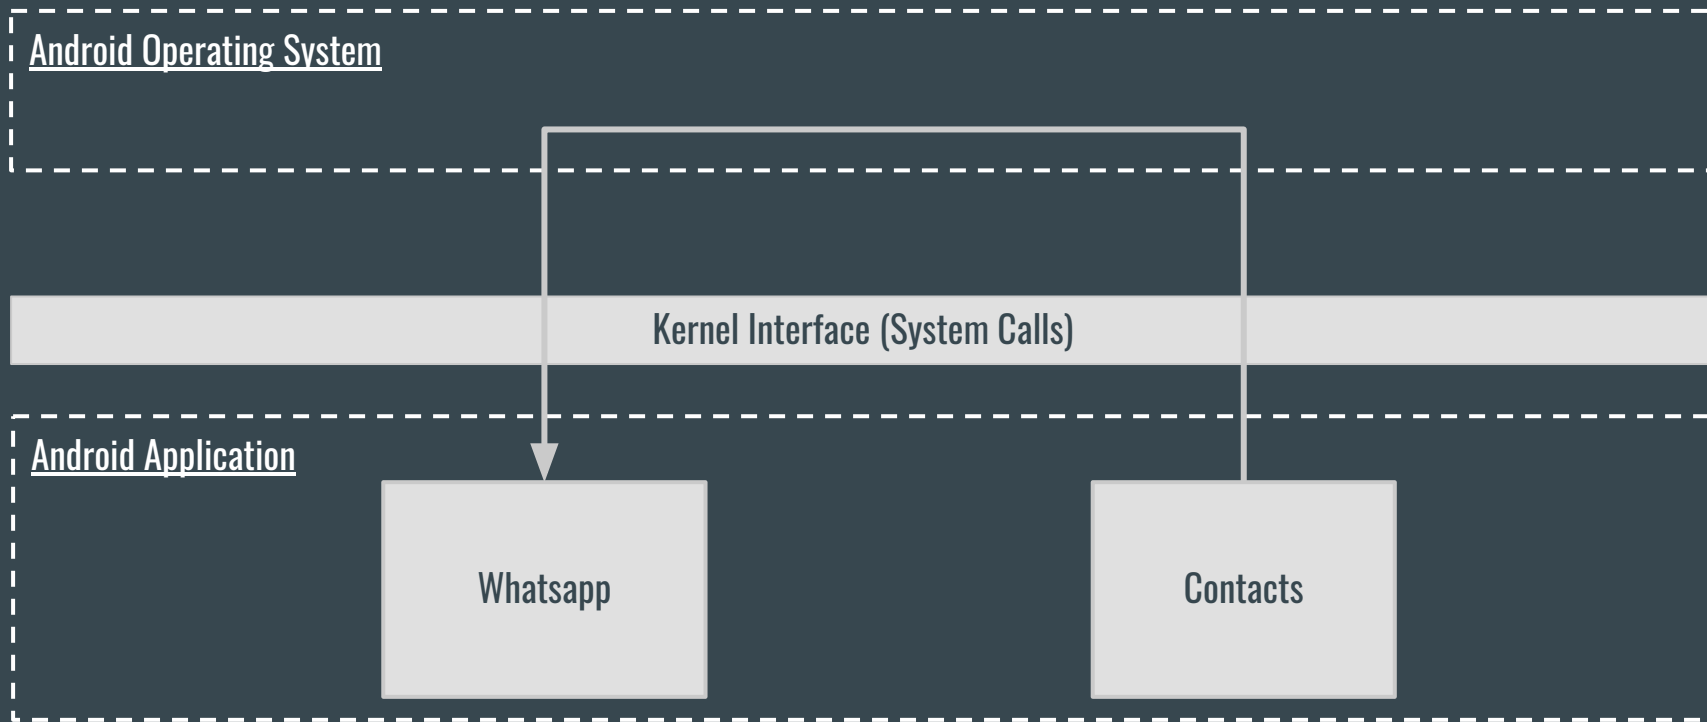 Android Operating System
Kernel Interface (System Calls)
Android Application
Whatsapp
Contacts